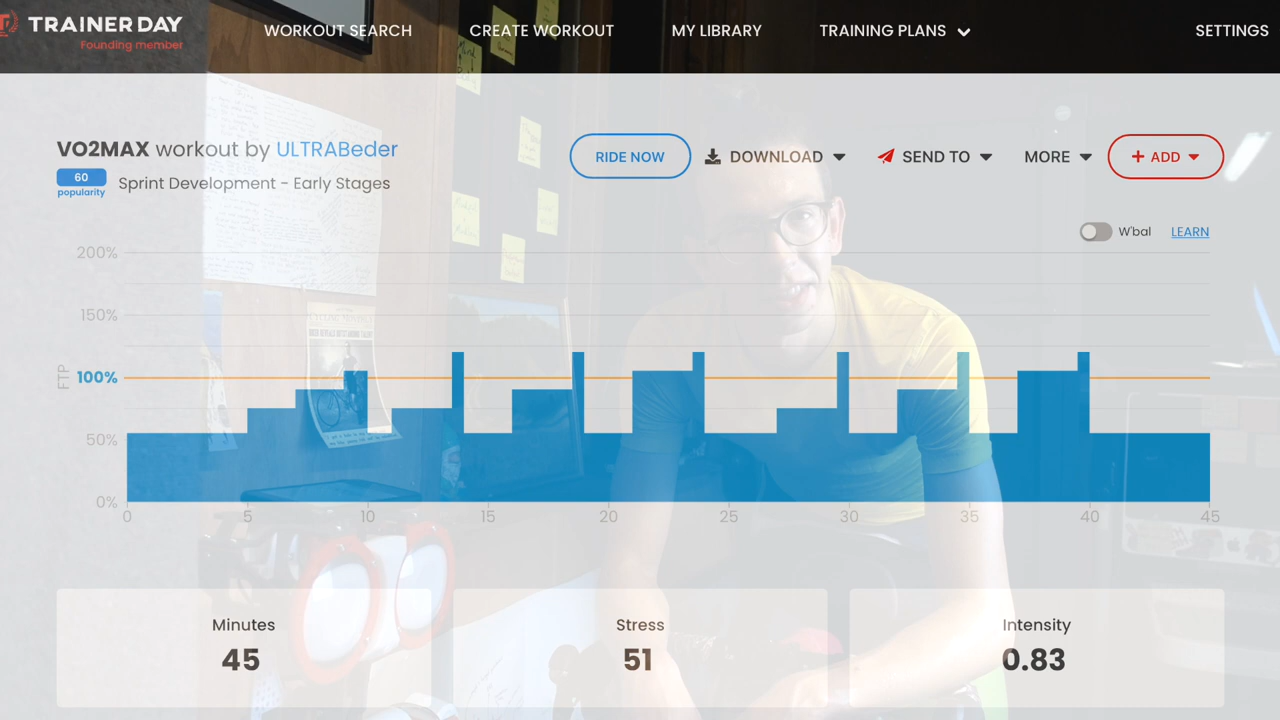 TRAINERDAY
Founding member
WORKOUT SEARCH
CREATE WORKOUT
MY LIBRARY
TRAINING PLANS
SETTINGS
VO2MAX workout by ULTRABeder
60
popularity
Sprint Development - Early Stages
RIDE NOW
DOWNLOAD
SEND TO
MORE
+ ADD
W'bal
LEARN
200%
150%
FTP
100%
50%
0%
0 5 10 15 20 25 30 35 40 45
Minutes
45
Stress
51
Intensity
0.83